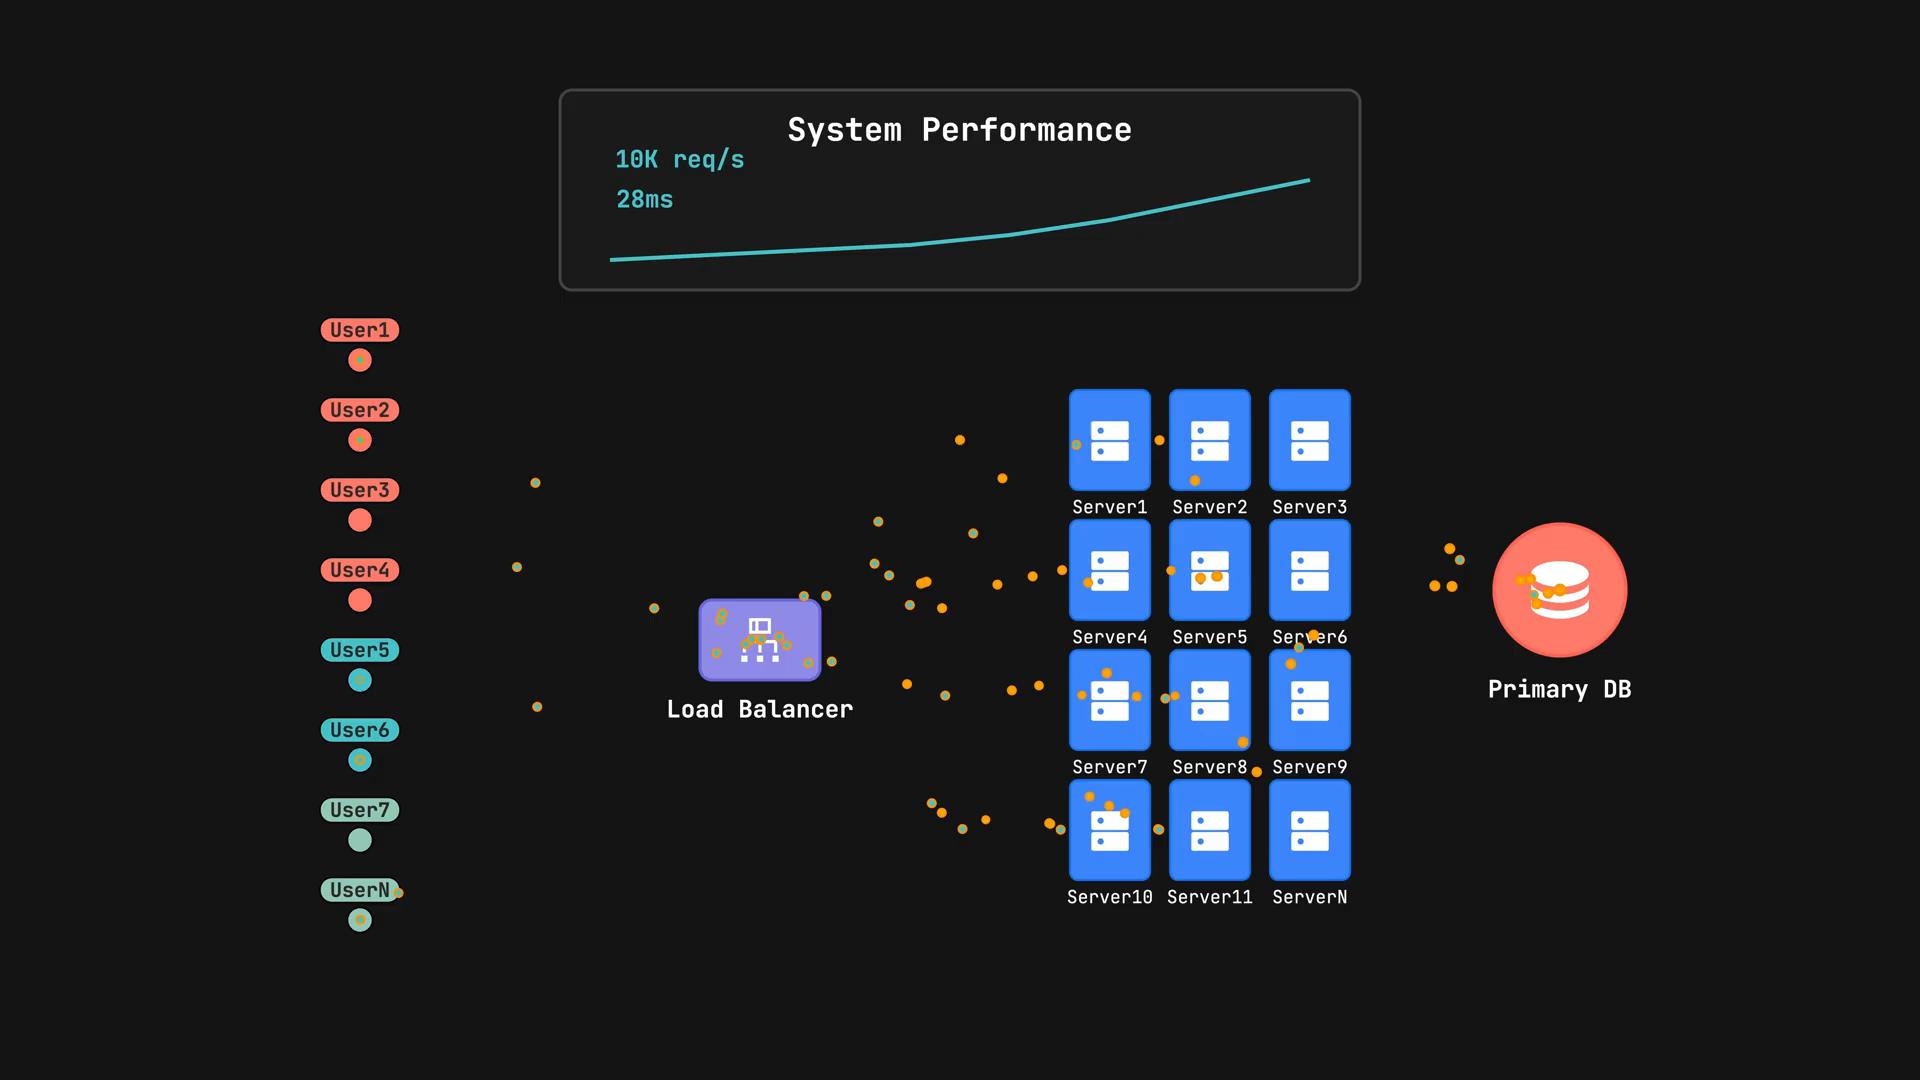 System Performance
10K req/s
28ms
User1
User2
User3
User4
User5
User6
User7
UserN
Load Balancer
Server1 Server2 Server3
Server4 Server5 Server6
Server7 Server8 Server9
Server10 Server11 ServerN
Primary DB